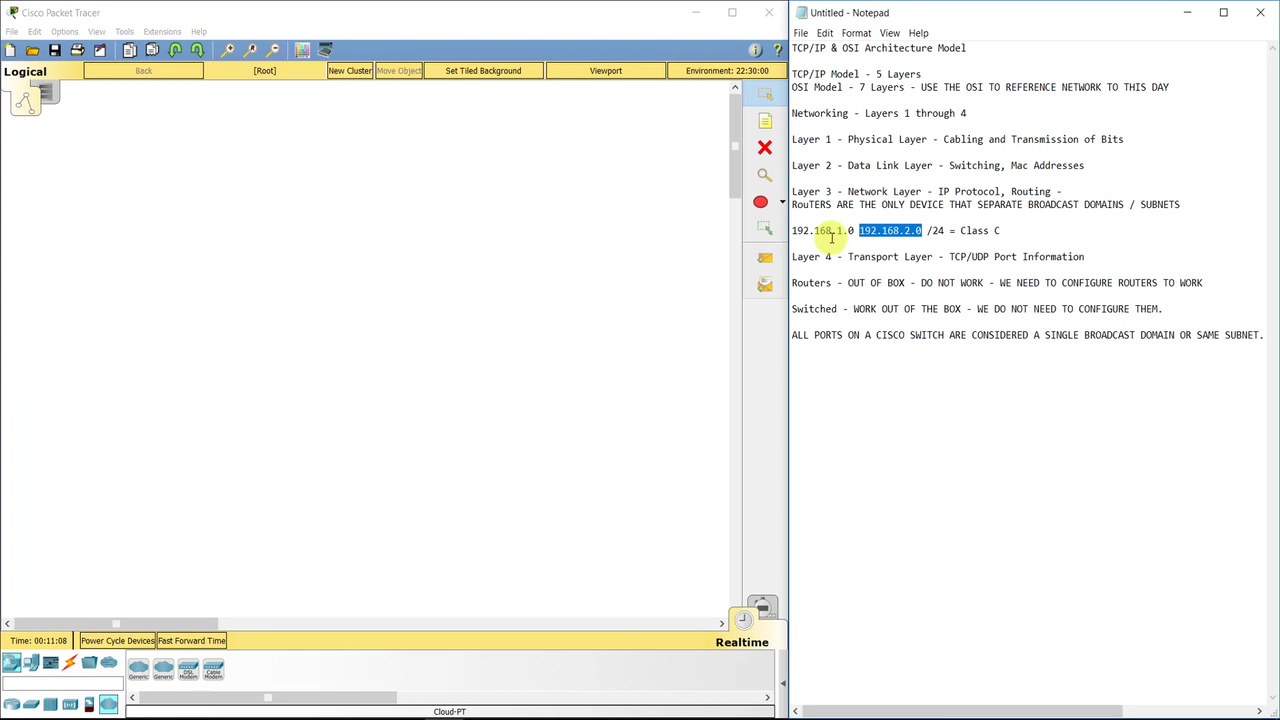 Cisco Packet Tracer
File Edit Options View Tools Extensions Help
Logical
Back
[Root]
New Cluster
Move Object
Set Tiled Background
Viewport
Environment: 22:30:00
Time: 00:11:08
Power Cycle Devices
Fast Forward Time
Realtime
Generic
Generic
DSL Modem
Cable Modem
Cloud-PT
Untitled - Notepad
File Edit Format View Help
TCP/IP & OSI Architecture Model
TCP/IP Model - 5 Layers
OSI Model - 7 Layers - USE THE OSI TO REFERENCE NETWORK TO THIS DAY
Networking - Layers 1 through 4
Layer 1 - Physical Layer - Cabling and Transmission of Bits
Layer 2 - Data Link Layer - Switching, Mac Addresses
Layer 3 - Network Layer - IP Protocol, Routing -
RouTERS ARE THE ONLY DEVICE THAT SEPARATE BROADCAST DOMAINS / SUBNETS
192.168.1.0 192.168.2.0 /24 = Class C
Layer 4 - Transport Layer - TCP/UDP Port Information
Routers - OUT OF BOX - DO NOT WORK - WE NEED TO CONFIGURE ROUTERS TO WORK
Switched - WORK OUT OF THE BOX - WE DO NOT NEED TO CONFIGURE THEM.
ALL PORTS ON A CISCO SWITCH ARE CONSIDERED A SINGLE BROADCAST DOMAIN OR SAME SUBNET.